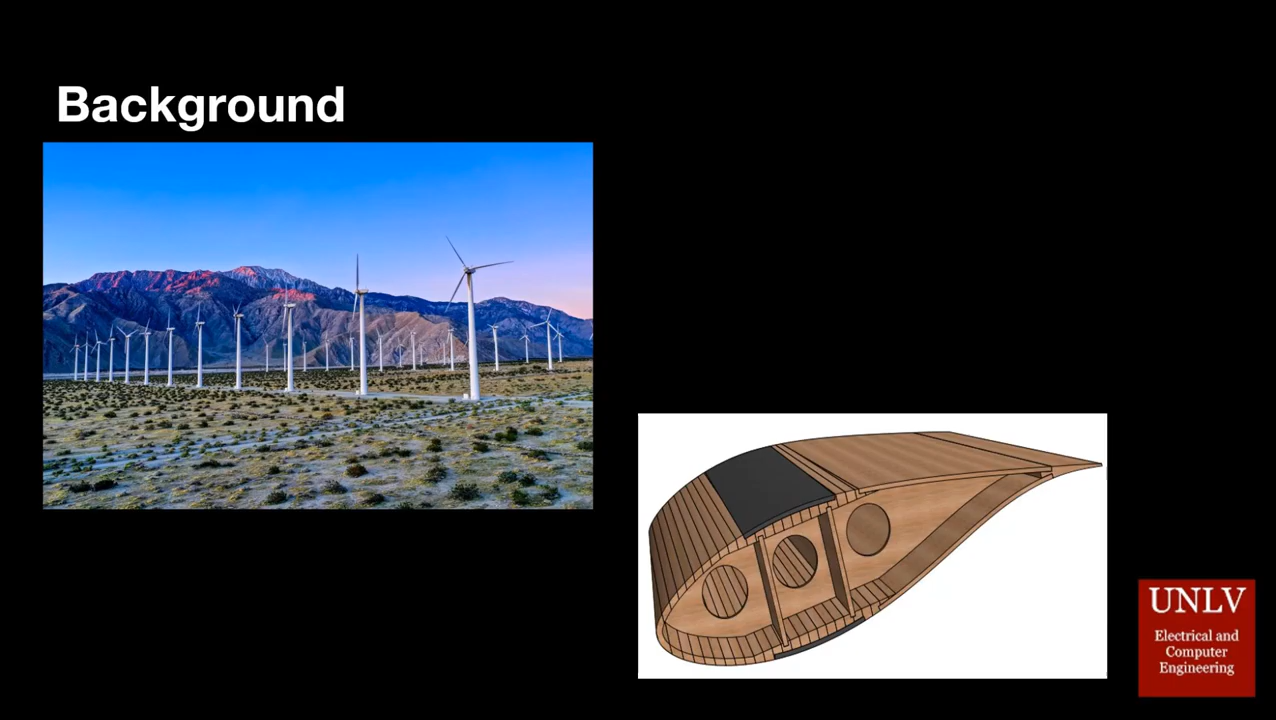 Background
UNLV
Electrical and
Computer
Engineering